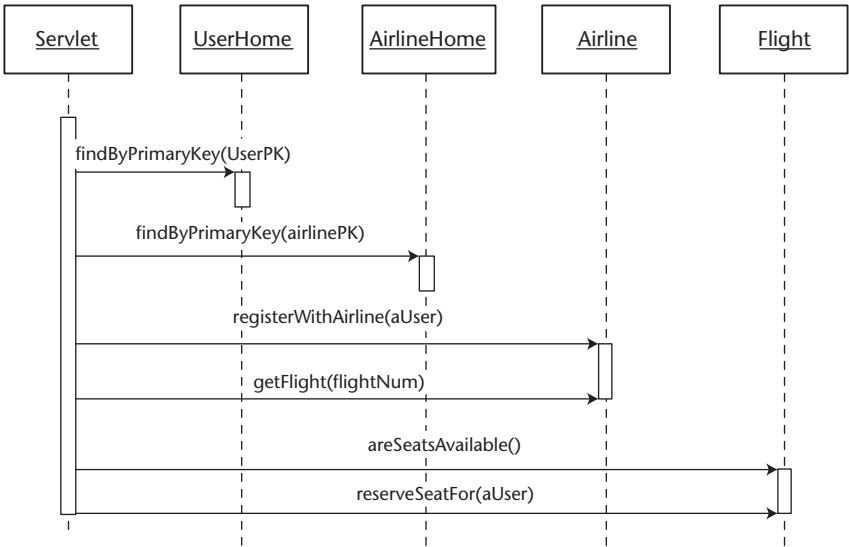 Servlet
UserHome
AirlineHome
Airline
Flight
findByPrimaryKey(UserPK)
findByPrimaryKey(airlinePK)
registerWithAirline(aUser)
getFlight(flightNum)
areSeatsAvailable()
reserveSeatFor(aUser)